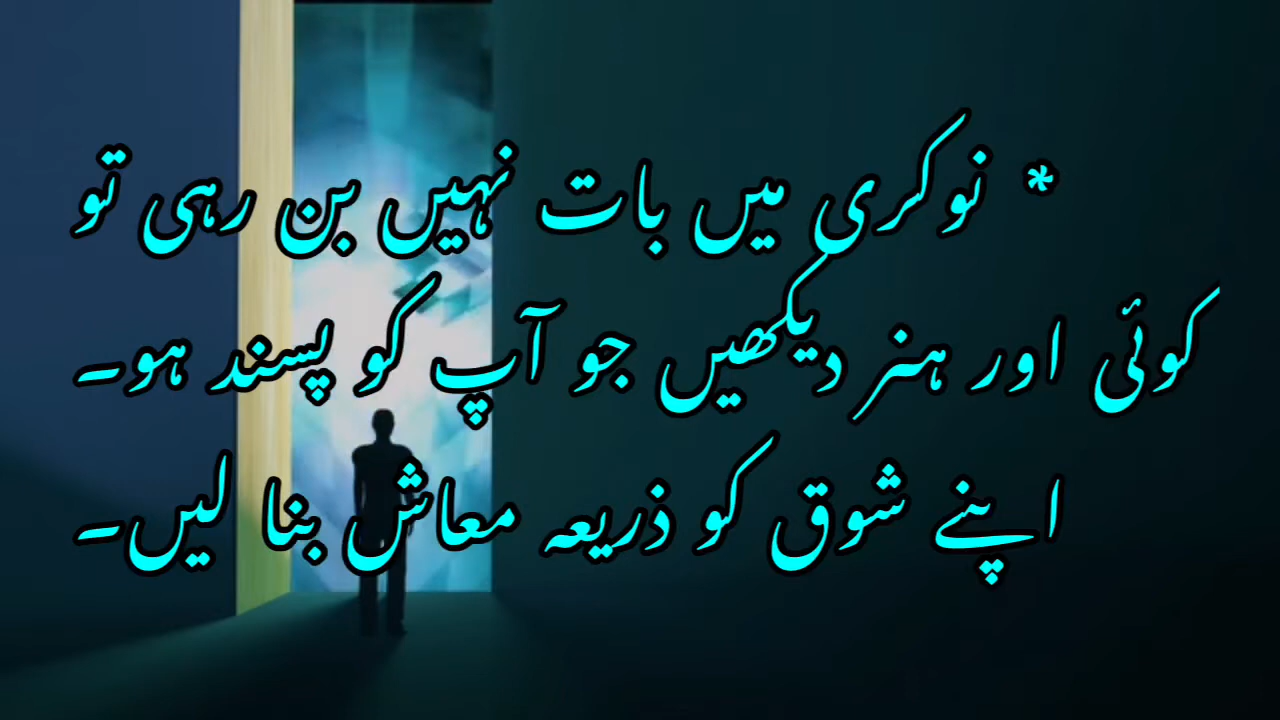 * نوکری میں بات نہیں بن رہی تو
کوئی اور ہنر دیکھیں جو آپ کو پسند ہو۔
اپنے شوق کو ذریعہ معاش بنا لیں۔